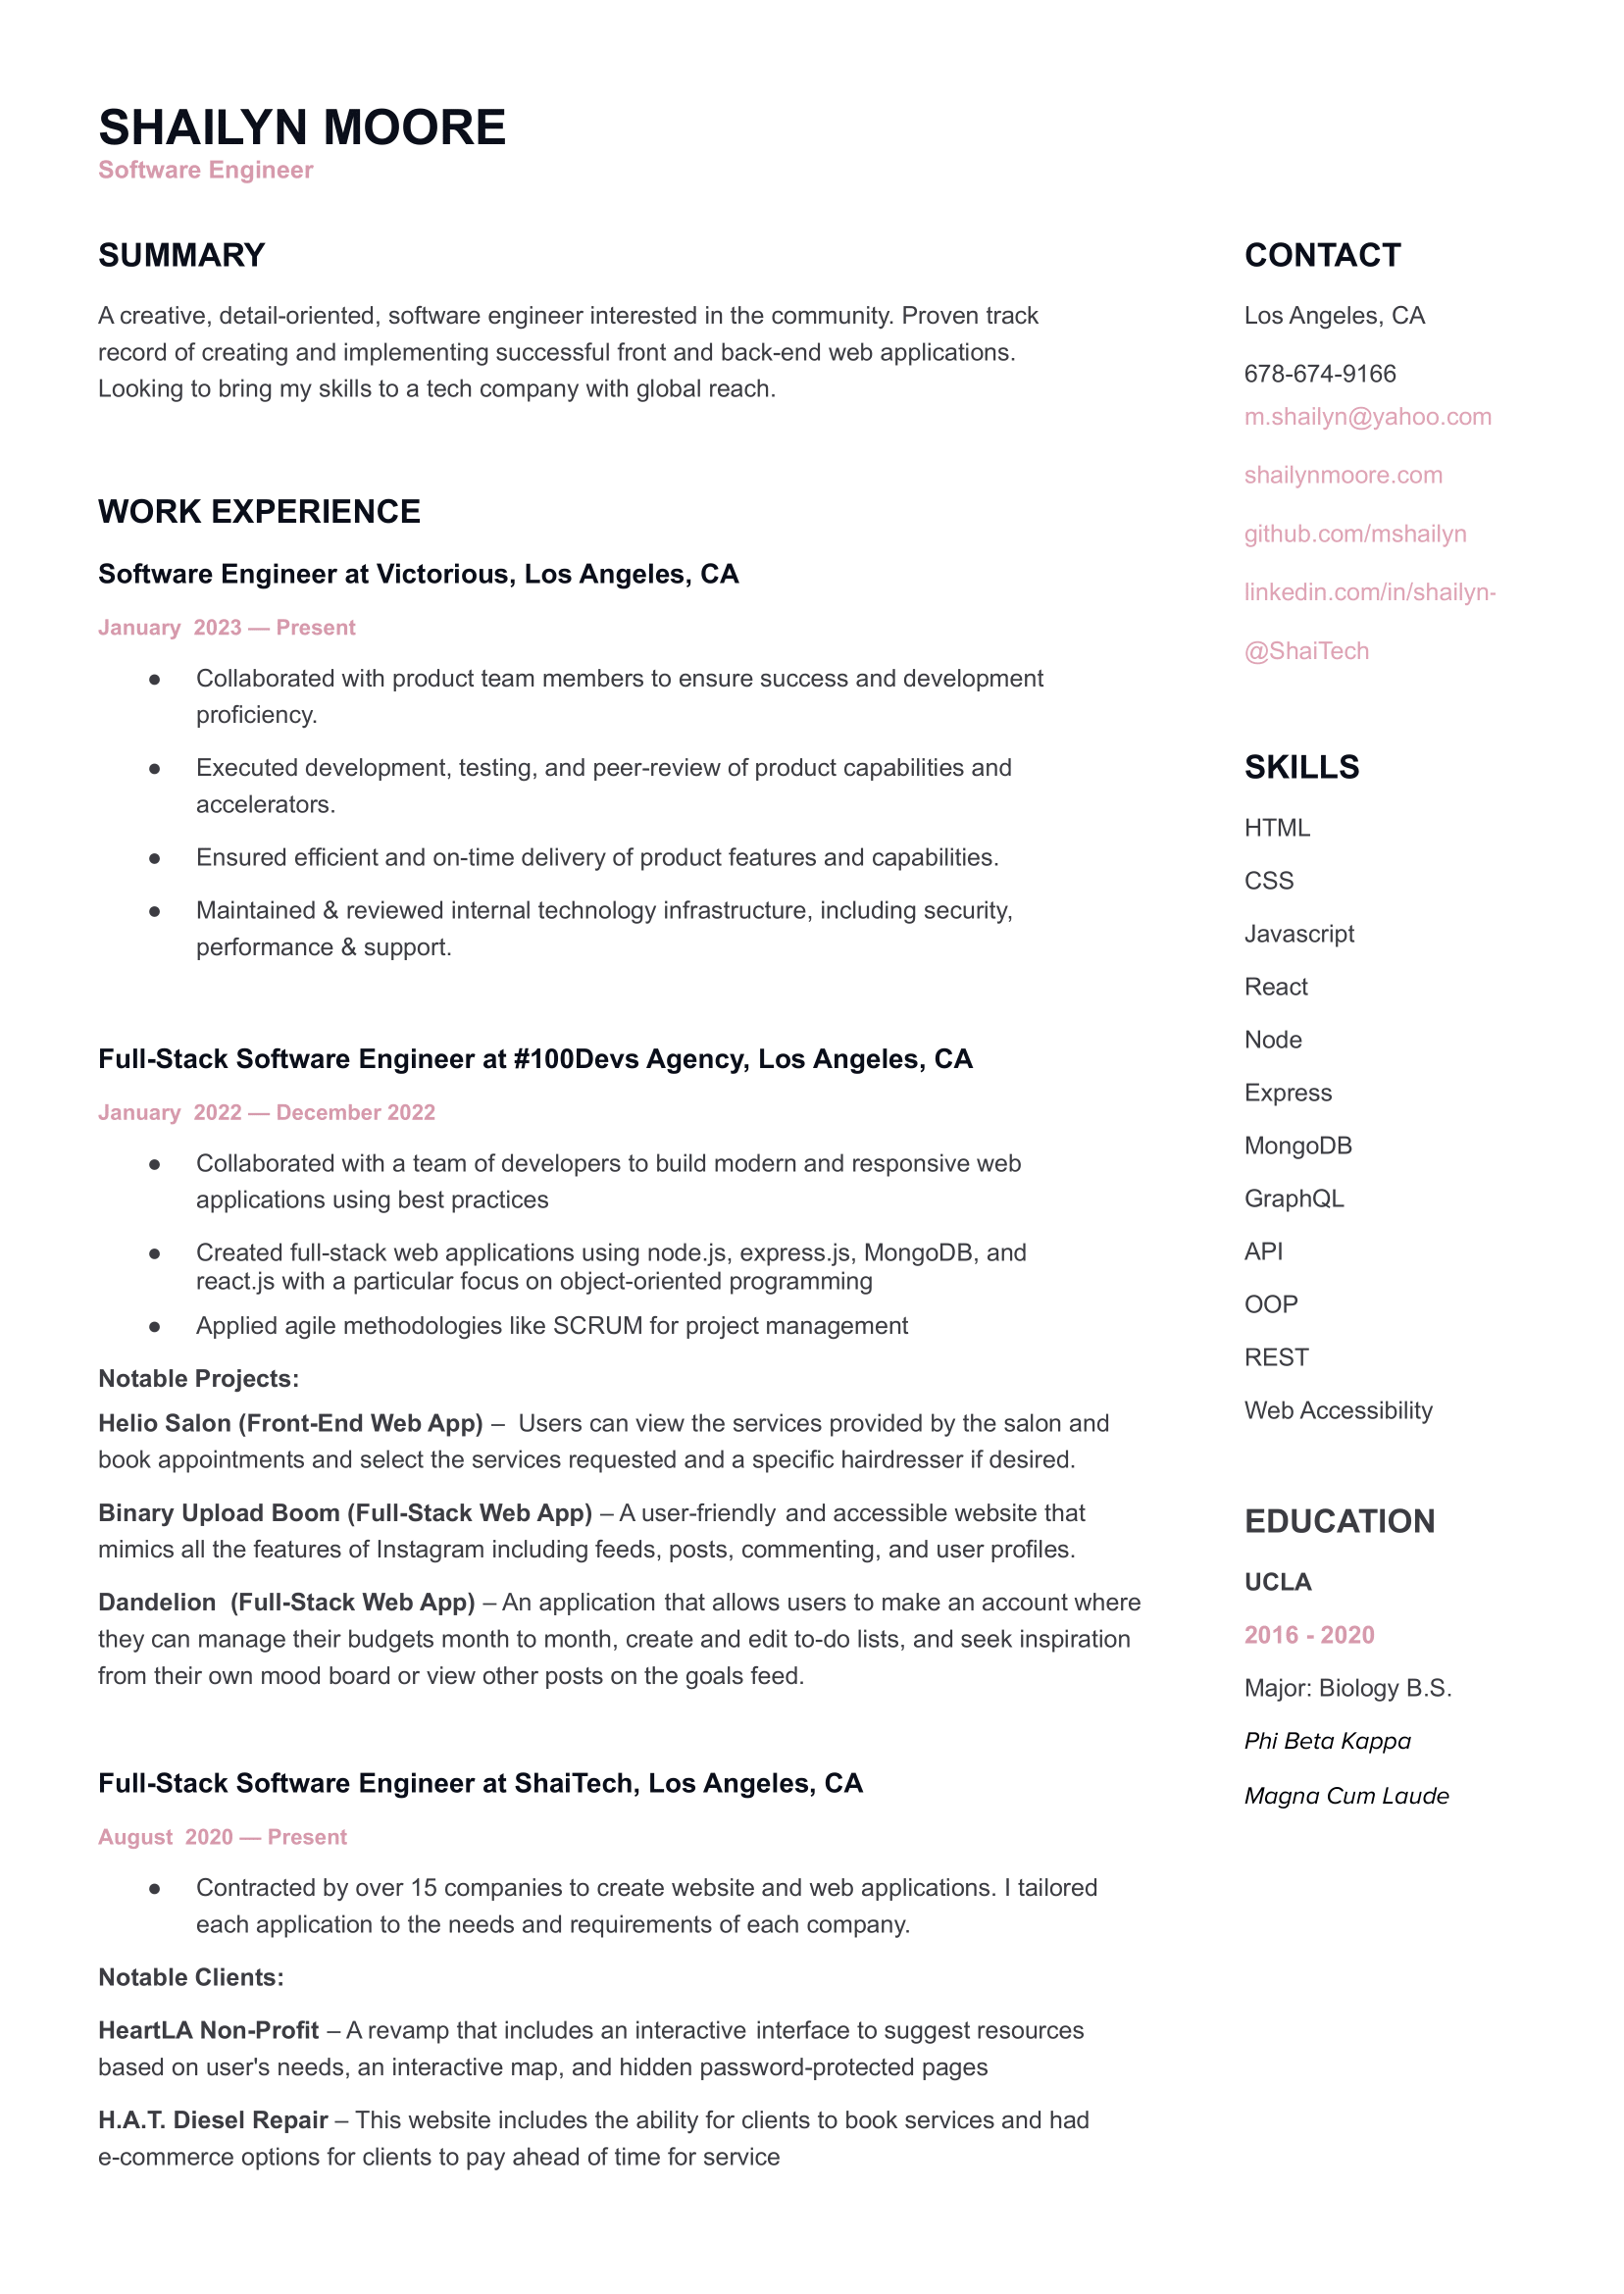 SHAILYN MOORE
Software Engineer
SUMMARY
A creative, detail-oriented, software engineer interested in the community. Proven track
record of creating and implementing successful front and back-end web applications.
Looking to bring my skills to a tech company with global reach.
WORK EXPERIENCE
Software Engineer at Victorious, Los Angeles, CA
January 2023 — Present
● Collaborated with product team members to ensure success and development
proficiency.
● Executed development, testing, and peer-review of product capabilities and
accelerators.
● Ensured efficient and on-time delivery of product features and capabilities.
● Maintained & reviewed internal technology infrastructure, including security,
performance & support.
Full-Stack Software Engineer at #100Devs Agency, Los Angeles, CA
January 2022 — December 2022
● Collaborated with a team of developers to build modern and responsive web
applications using best practices
● Created full-stack web applications using node.js, express.js, MongoDB, and
react.js with a particular focus on object-oriented programming
● Applied agile methodologies like SCRUM for project management
Notable Projects:
Helio Salon (Front-End Web App) – Users can view the services provided by the salon and
book appointments and select the services requested and a specific hairdresser if desired.
Binary Upload Boom (Full-Stack Web App) – A user-friendly and accessible website that
mimics all the features of Instagram including feeds, posts, commenting, and user profiles.
Dandelion (Full-Stack Web App) – An application that allows users to make an account where
they can manage their budgets month to month, create and edit to-do lists, and seek inspiration
from their own mood board or view other posts on the goals feed.
Full-Stack Software Engineer at ShaiTech, Los Angeles, CA
August 2020 — Present
● Contracted by over 15 companies to create website and web applications. I tailored
each application to the needs and requirements of each company.
Notable Clients:
HeartLA Non-Profit – A revamp that includes an interactive interface to suggest resources
based on user's needs, an interactive map, and hidden password-protected pages
H.A.T. Diesel Repair – This website includes the ability for clients to book services and had
e-commerce options for clients to pay ahead of time for service
CONTACT
Los Angeles, CA
678-674-9166
m.shailyn@yahoo.com
shailynmoore.com
github.com/mshailyn
linkedin.com/in/shailyn-
@ShaiTech
SKILLS
HTML
CSS
Javascript
React
Node
Express
MongoDB
GraphQL
API
OOP
REST
Web Accessibility
EDUCATION
UCLA
2016 - 2020
Major: Biology B.S.
Phi Beta Kappa
Magna Cum Laude